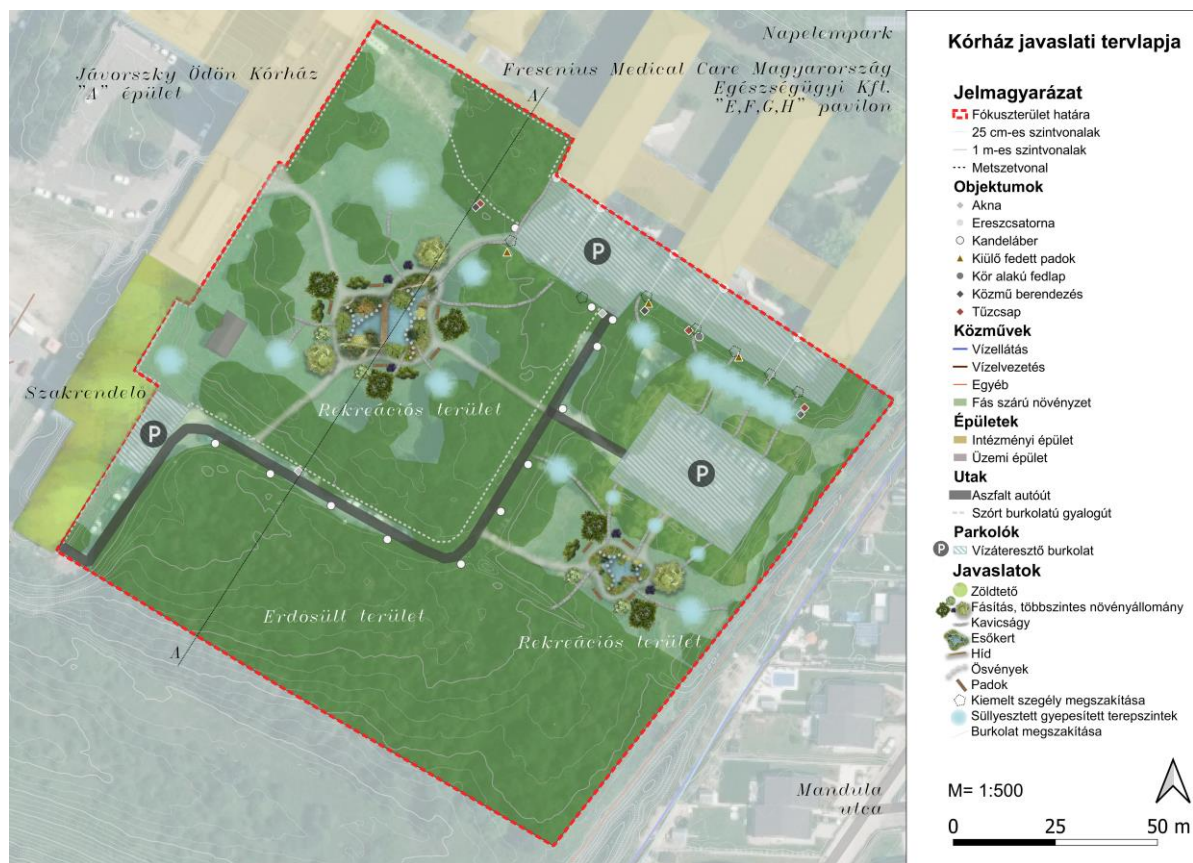 Napelempark
Jávorszky Ödön Kórház
"A" épület
Fresenius Medical Care Magyarország
Egészségügyi Kft.
"E,F,G,H" pavilon
A
P
Szakrendelő
P
Rekreációs terület
P
Erdősült terület
Rekreációs terület
A
Mandula
utca
Kórház javaslati tervlapja
Jelmagyarázat
Fókuszterület határa
25 cm-es szintvonalak
1 m-es szintvonalak
Metszetvonal
Objektumok
Akna
Ereszcsatorna
Kandeláber
Kiülő fedett padok
Kör alakú fedlap
Közmű berendezés
Tűzcsap
Közművek
Vízellátás
Vízelvezetés
Egyéb
Fás szárú növényzet
Épületek
Intézményi épület
Üzemi épület
Utak
Aszfalt autóút
Szórt burkolatú gyalogút
Parkolók
P Vízáteresztő burkolat
Javaslatok
Zöldtető
Fásítás, többszintes növényállomány
Kavicságy
Esőkert
Híd
Ösvények
Padok
Kiemelt szegély megszakítása
Süllyesztett gyepesített terepszintek
Burkolat megszakítása
M= 1:500
0 25 50 m